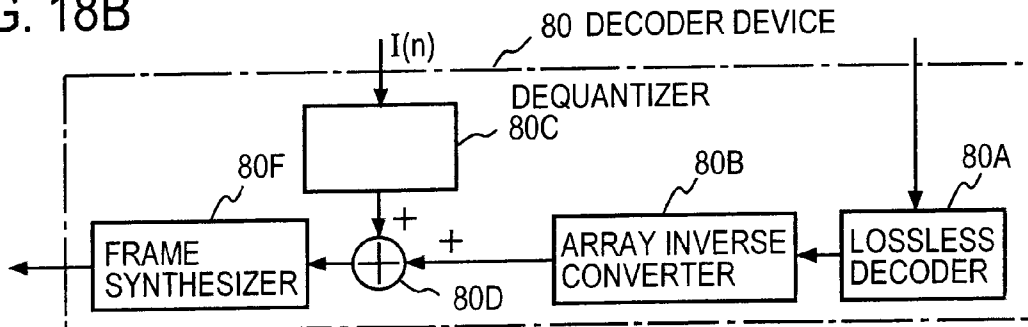 G. 18B
80 DECODER DEVICE
I(n)
DEQUANTIZER
80C
80F
80B
80A
+
+
FRAME
SYNTHESIZER
80D
ARRAY INVERSE
CONVERTER
LOSSLESS
DECODER